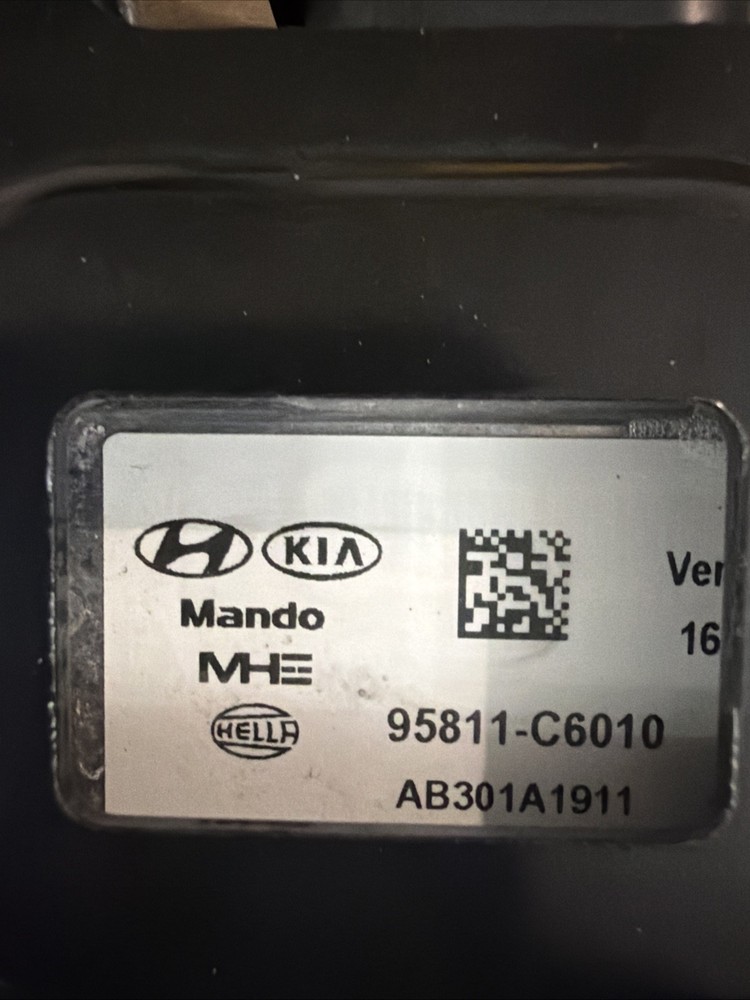 KIA
Mando
MHE
HELLA
Ver
16
95811-C6010
AB301A1911